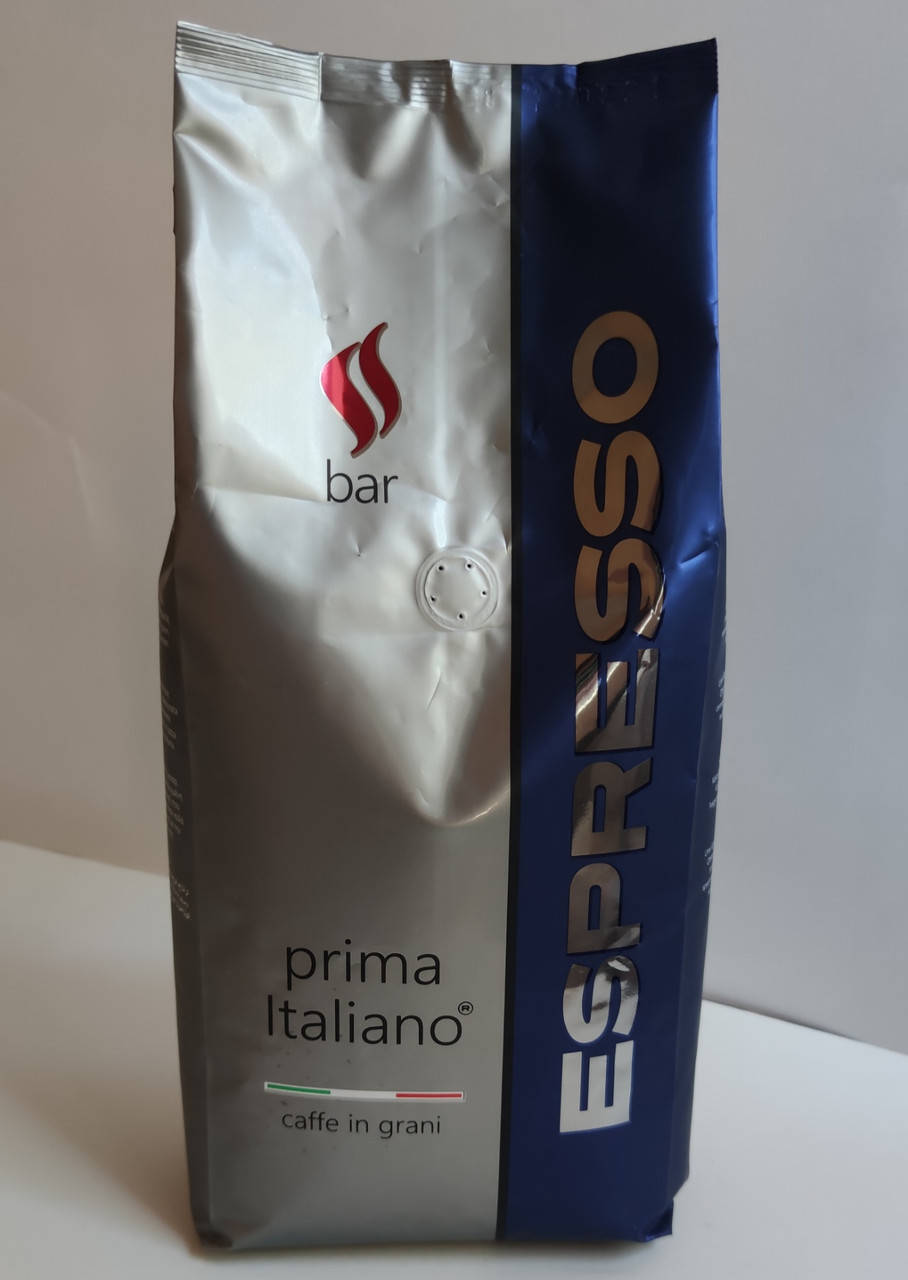 bar
ESPRESSO
prima
Italiano®
caffe in grani